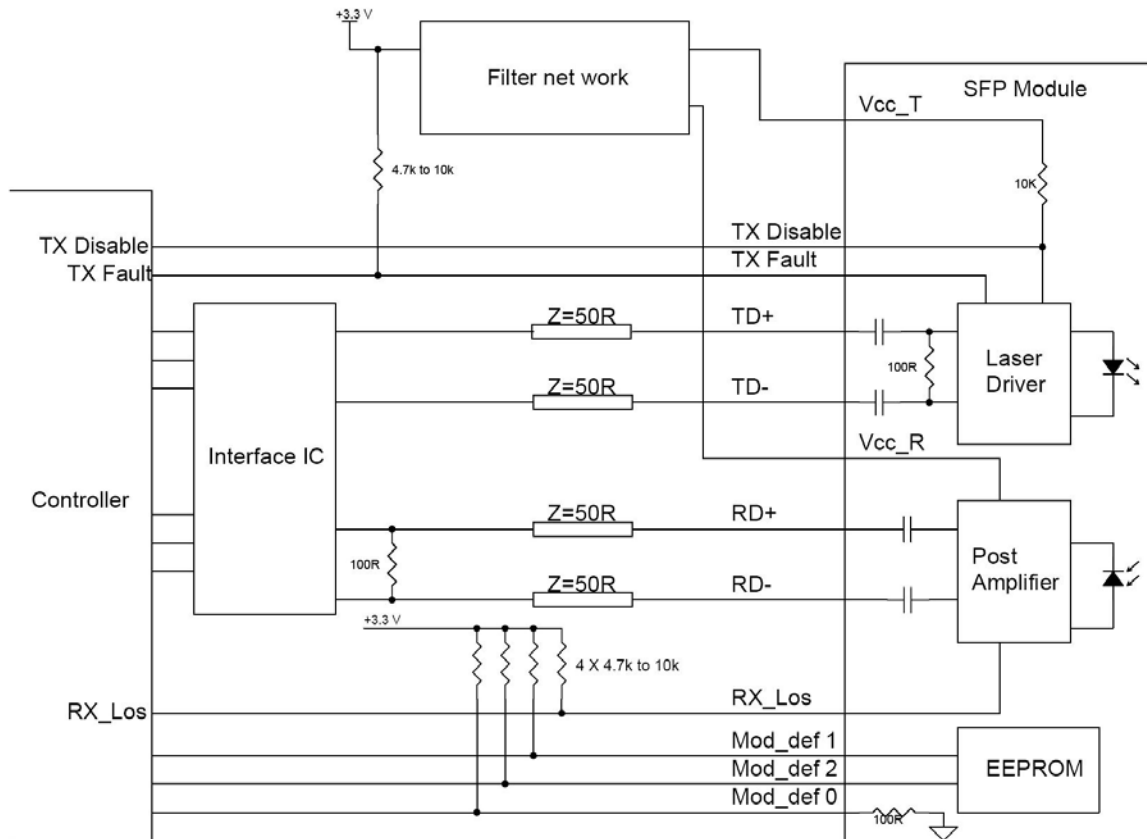 +3.3 V
Filter net work
SFP Module
Vcc_T
4.7k to 10k
10K
TX Disable
TX Disable
TX Fault
TX Fault
Z=50R
TD+
Laser
Driver
100R
Z=50R
TD-
Vcc_R
Interface IC
Controller
Z=50R
RD+
Post
Amplifier
100R
Z=50R
RD-
+3.3 V
4 X 4.7k to 10k
RX_Los
RX_Los
Mod_def 1
Mod_def 2
EEPROM
Mod_def 0
100R